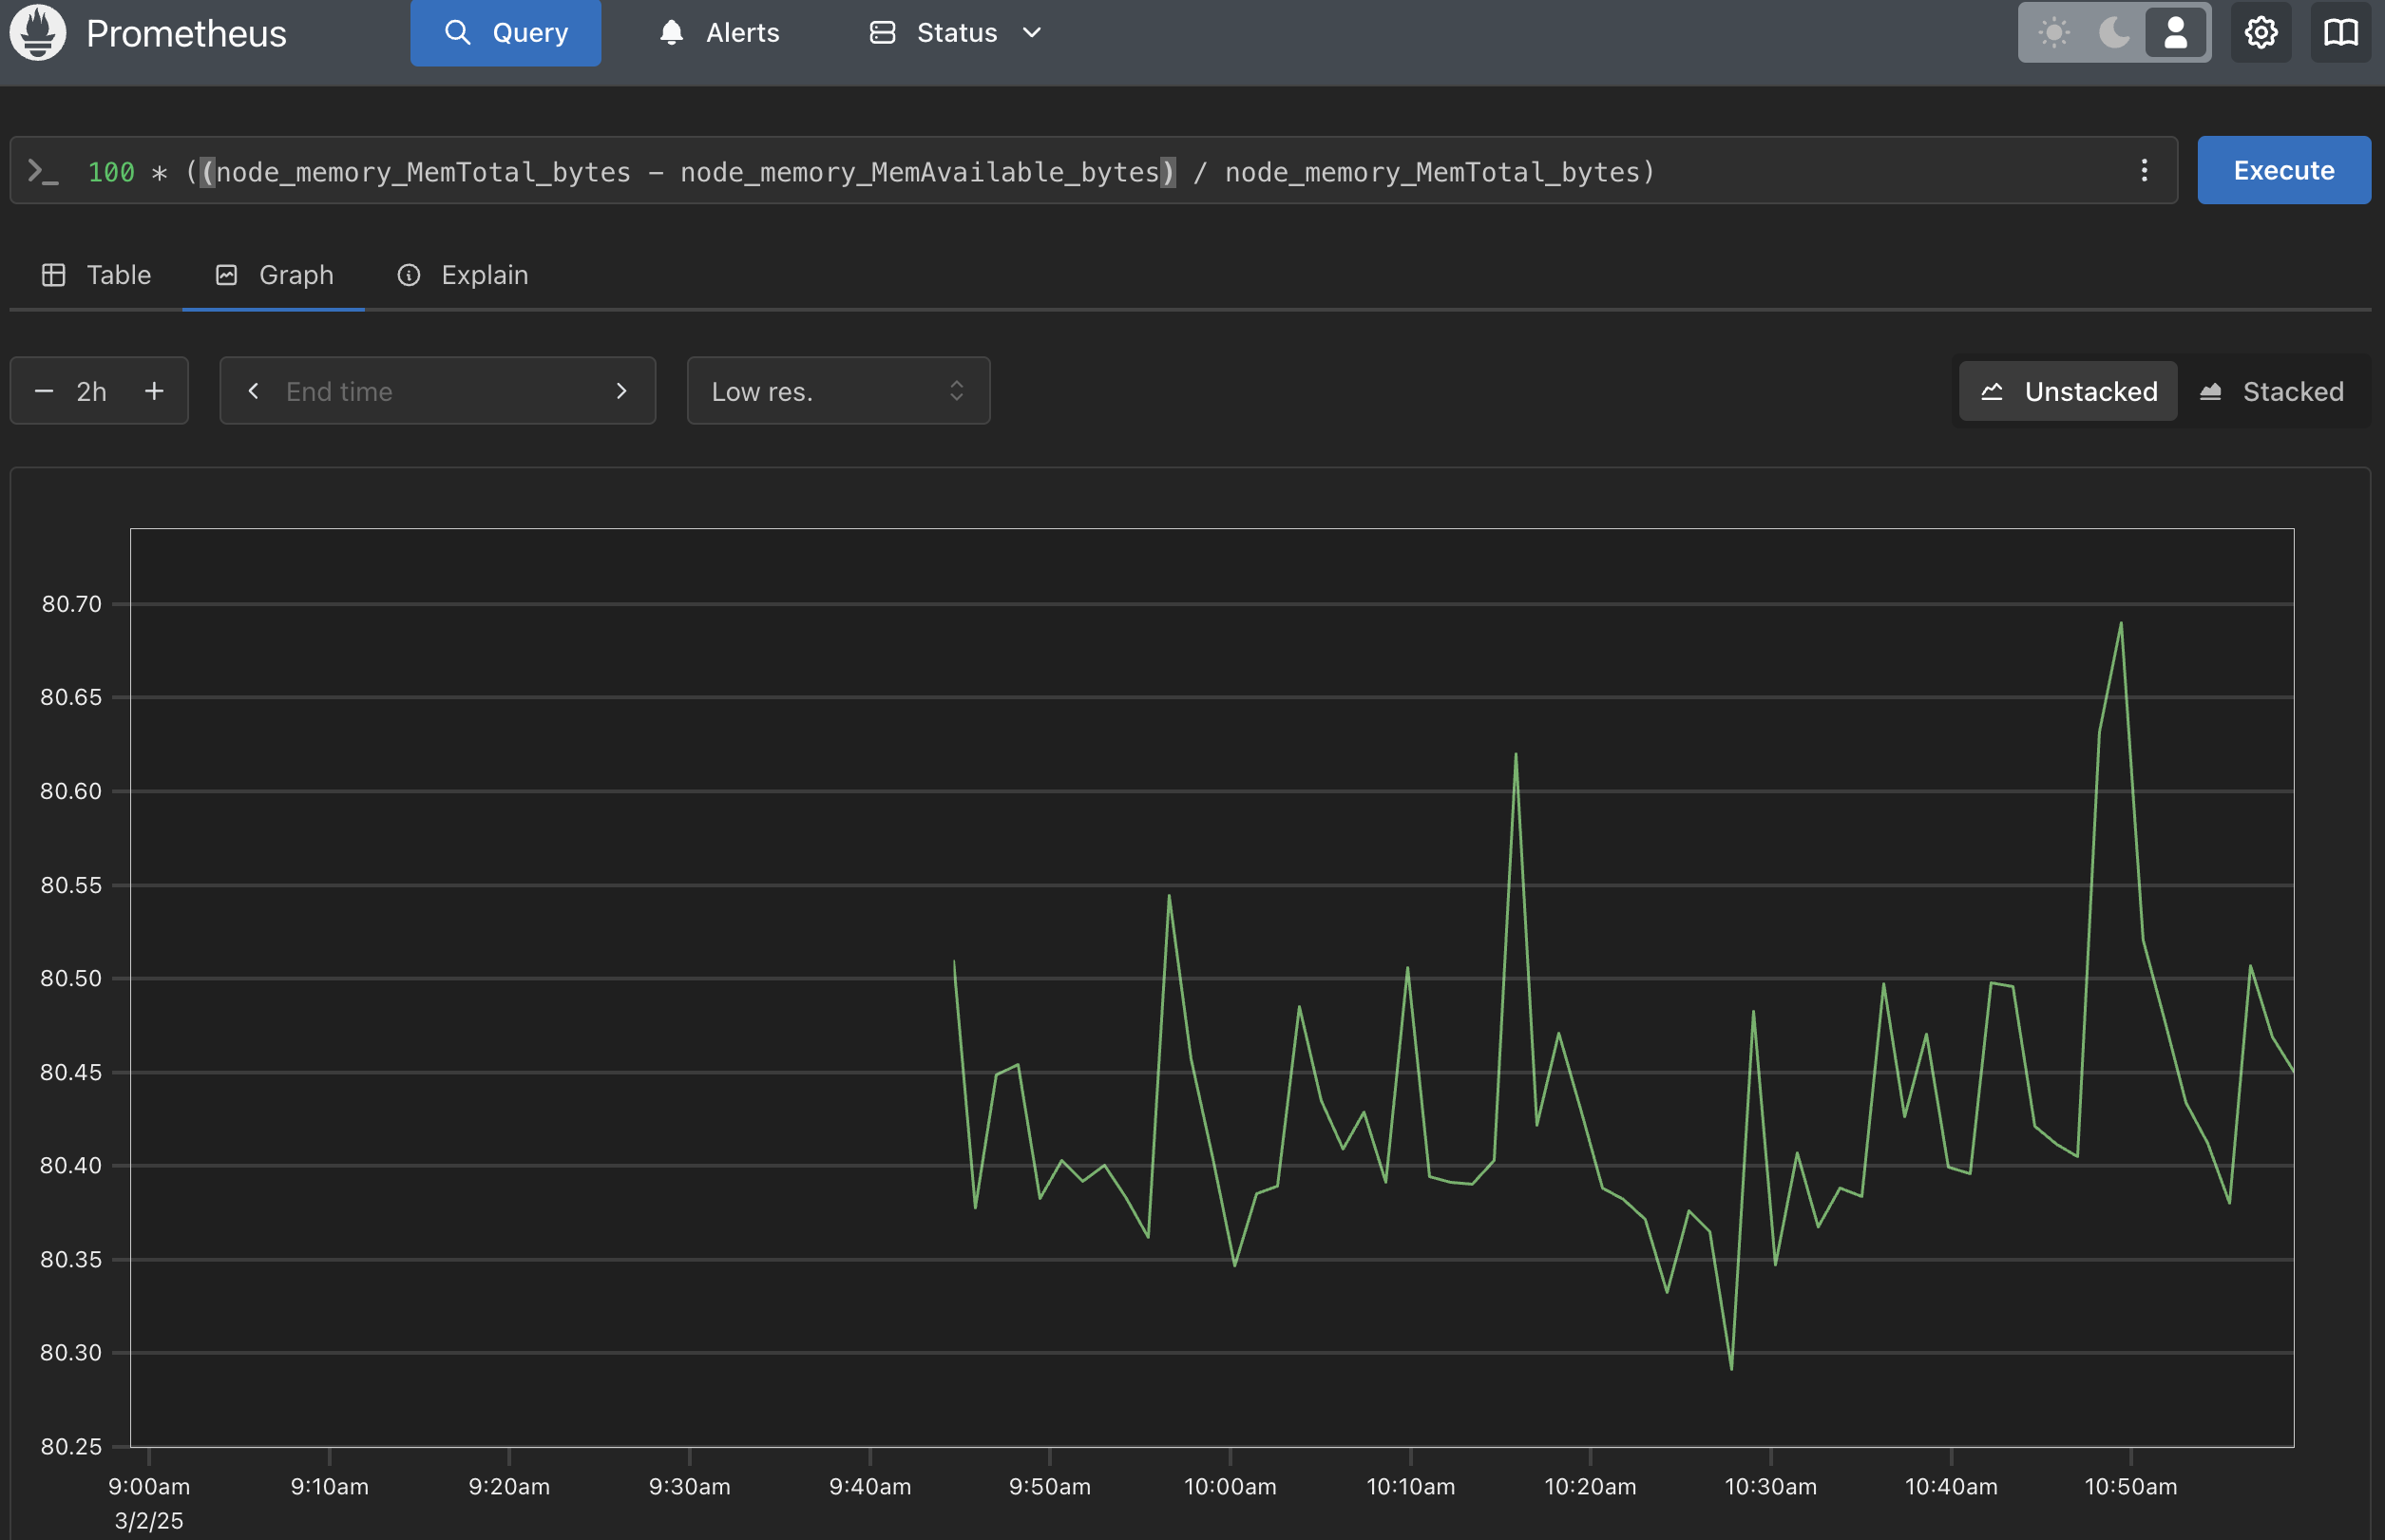 Prometheus Query Alerts Status
100 * ((node_memory_MemTotal_bytes - node_memory_MemAvailable_bytes) / node_memory_MemTotal_bytes)
Execute
Table Graph Explain
2h End time Low res. Unstacked Stacked
80.70
80.65
80.60
80.55
80.50
80.45
80.40
80.35
80.30
80.25
9:00am 9:10am 9:20am 9:30am 9:40am 9:50am 10:00am 10:10am 10:20am 10:30am 10:40am 10:50am
3/2/25